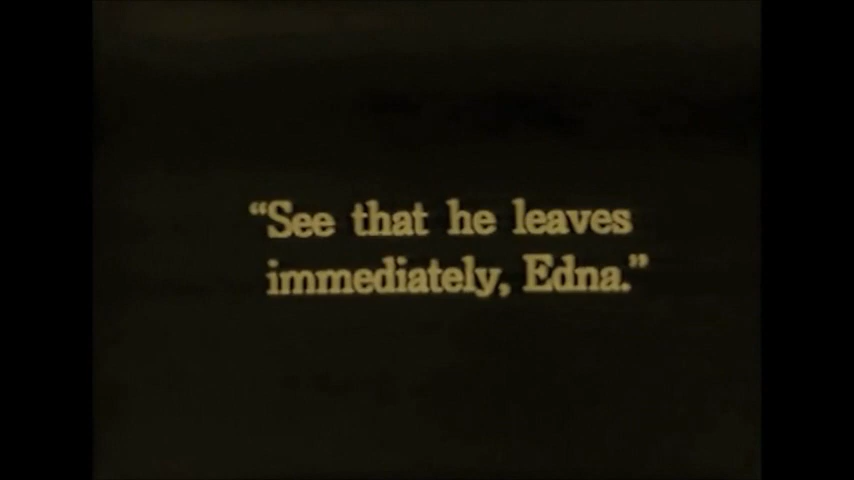 “See that he leaves
immediately, Edna.”